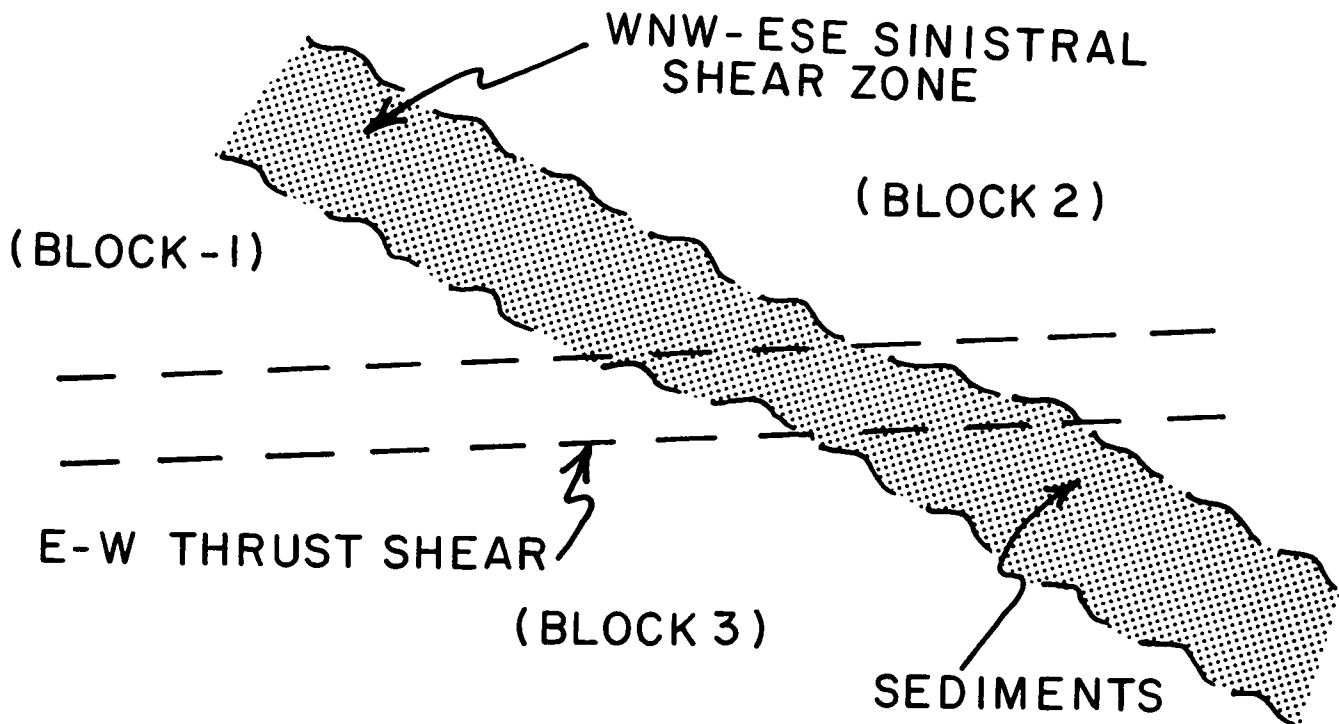 WNW-ESE SINISTRAL
SHEAR ZONE
(BLOCK 2)
(BLOCK-1)
E-W THRUST SHEAR
(BLOCK 3)
SEDIMENTS